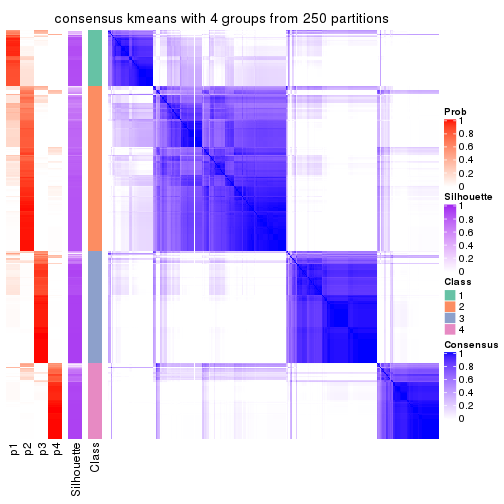 consensus kmeans with 4 groups from 250 partitions
p1
p2
p3
p4
Silhouette
Class
Prob
1
0.8
0.6
0.4
0.2
0
Silhouette
1
0.8
0.6
0.4
0.2
0
Class
1
2
3
4
Consensus
1
0.8
0.6
0.4
0.2
0